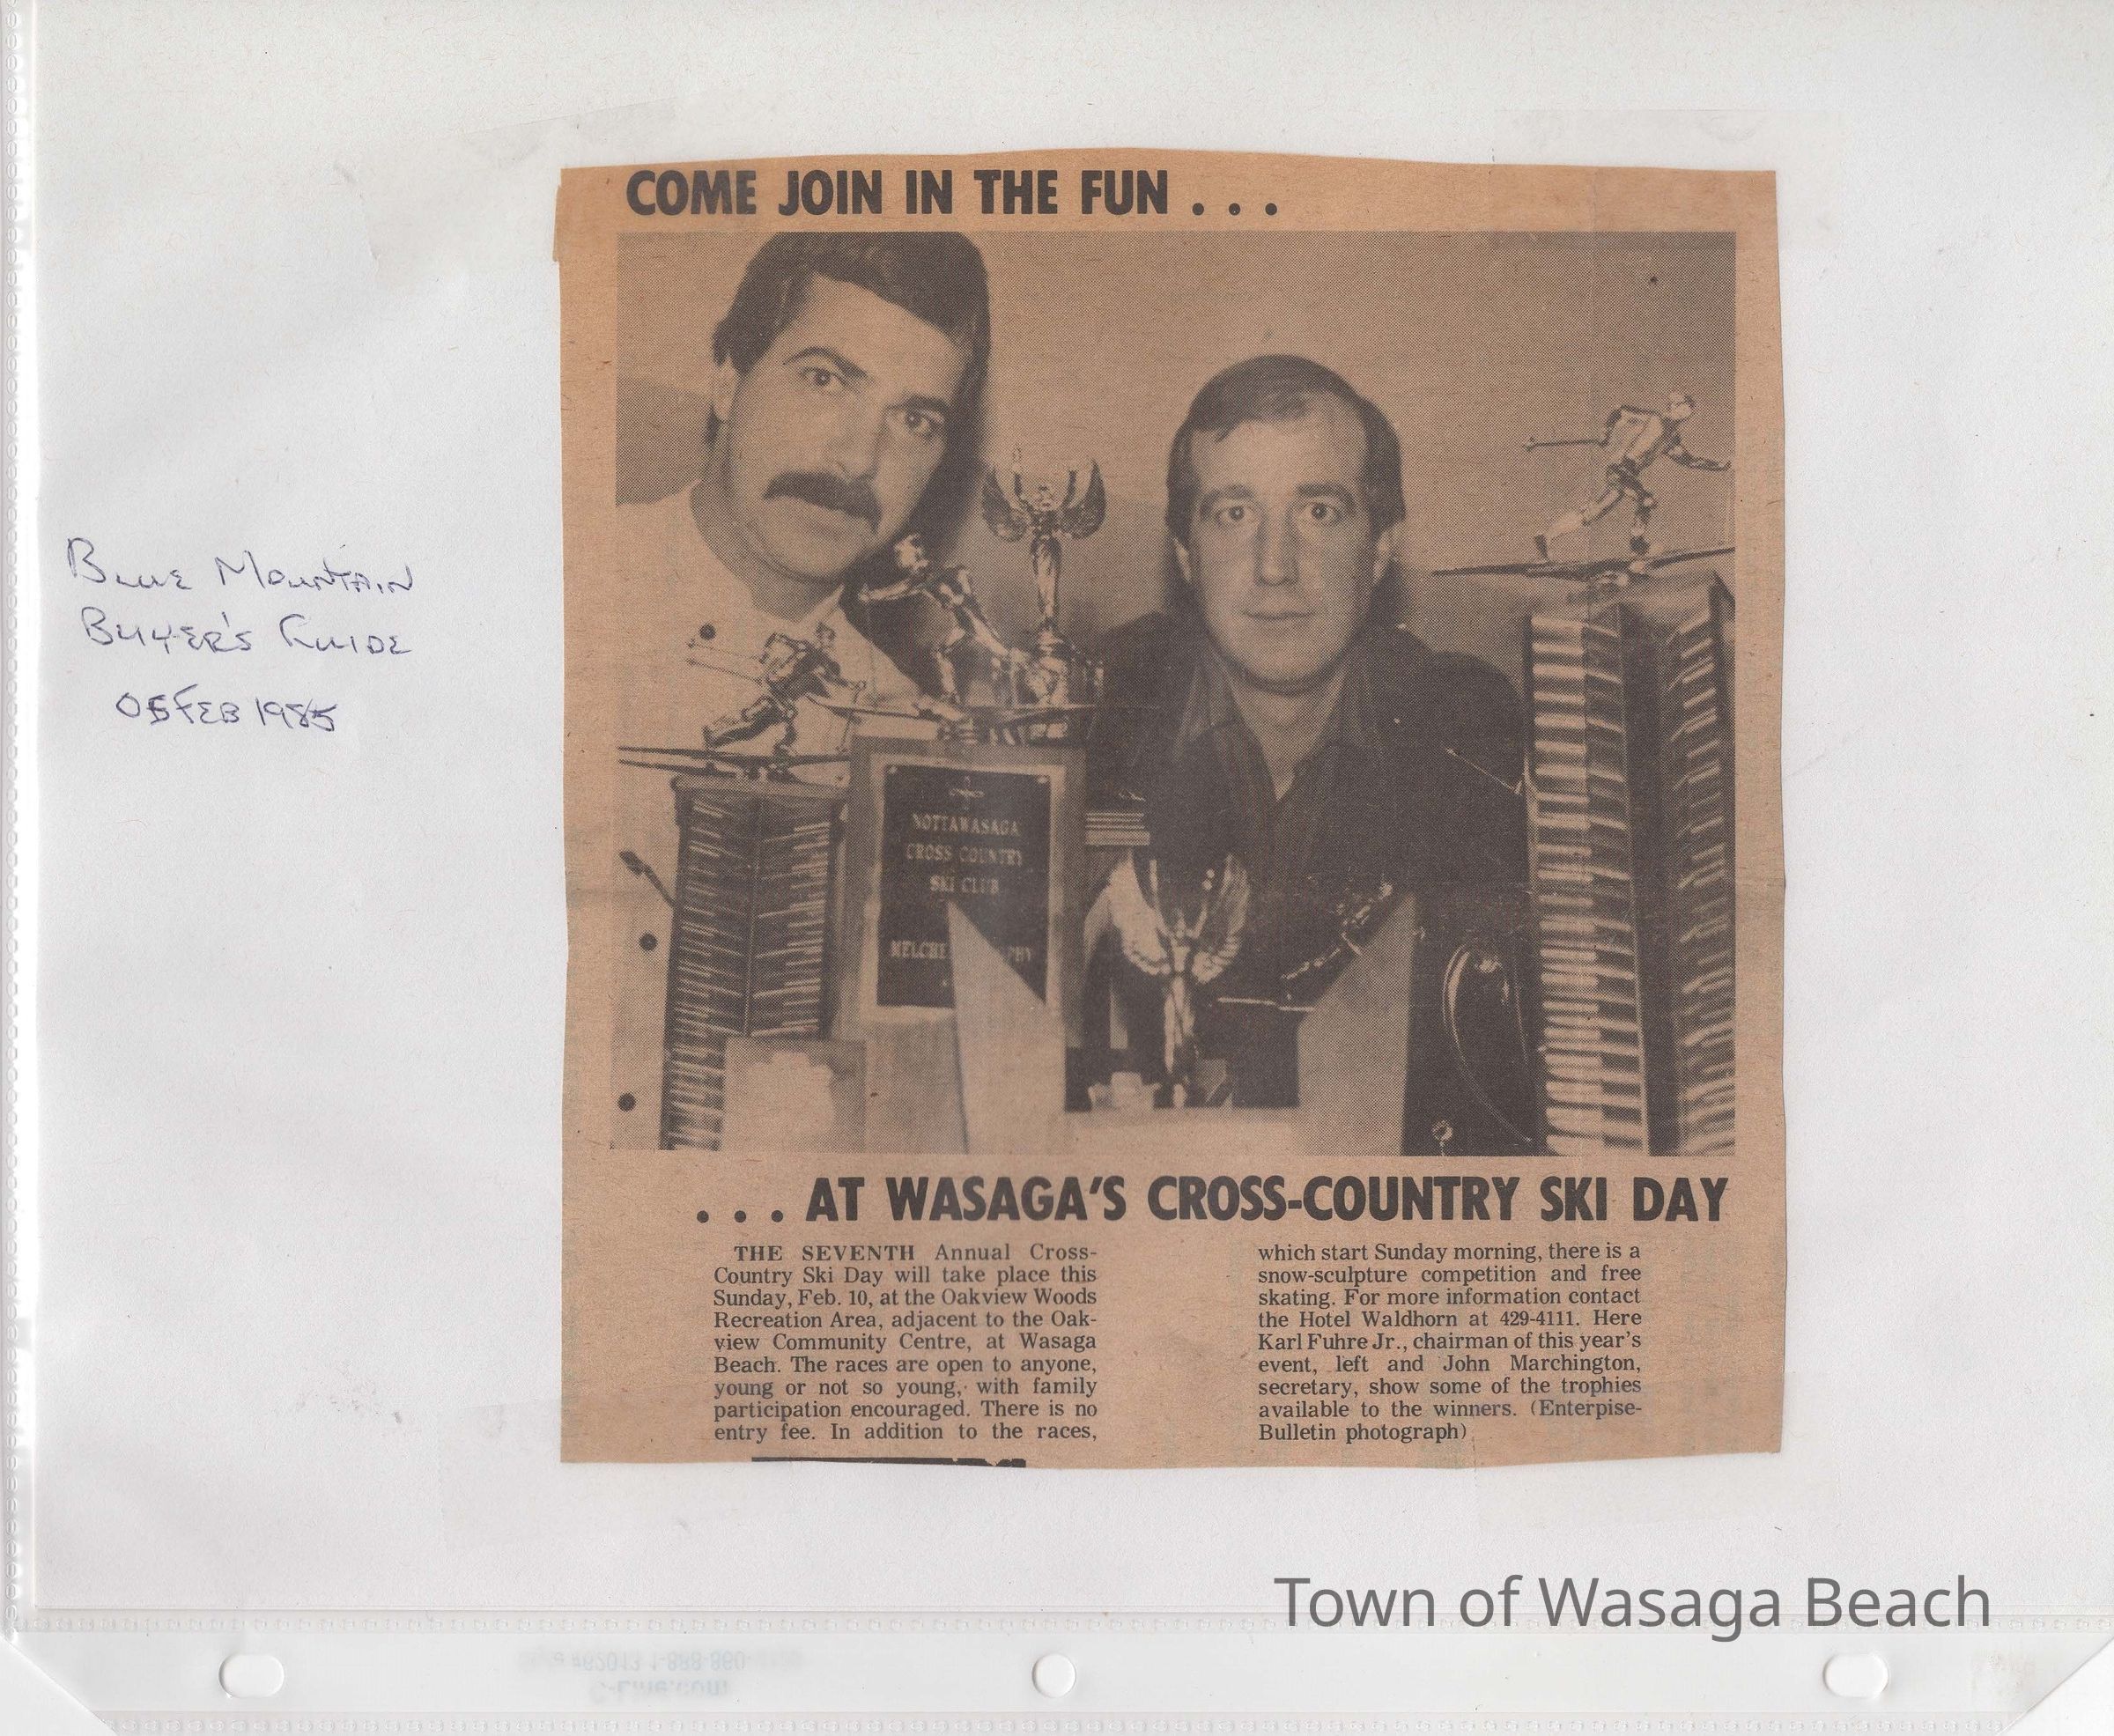 COME JOIN IN THE FUN . . .
BLUE MOUNTAIN
BUYER'S GUIDE
05 FEB 1985
NOTTAWASAGA
CROSS COUNTRY
SKI CLUB
. . . AT WASAGA'S CROSS-COUNTRY SKI DAY
THE SEVENTH Annual Cross-
Country Ski Day will take place this
Sunday, Feb. 10, at the Oakview Woods
Recreation Area, adjacent to the Oak-
view Community Centre, at Wasaga
Beach. The races are open to anyone,
young or not so young, with family
participation encouraged. There is no
entry fee. In addition to the races,
which start Sunday morning, there is a
snow-sculpture competition and free
skating. For more information contact
the Hotel Waldhorn at 429-4111. Here
Karl Fuhre Jr., chairman of this year's
event, left and John Marchington,
secretary, show some of the trophies
available to the winners. (Enterpise-
Bulletin photograph)
Town of Wasaga Beach